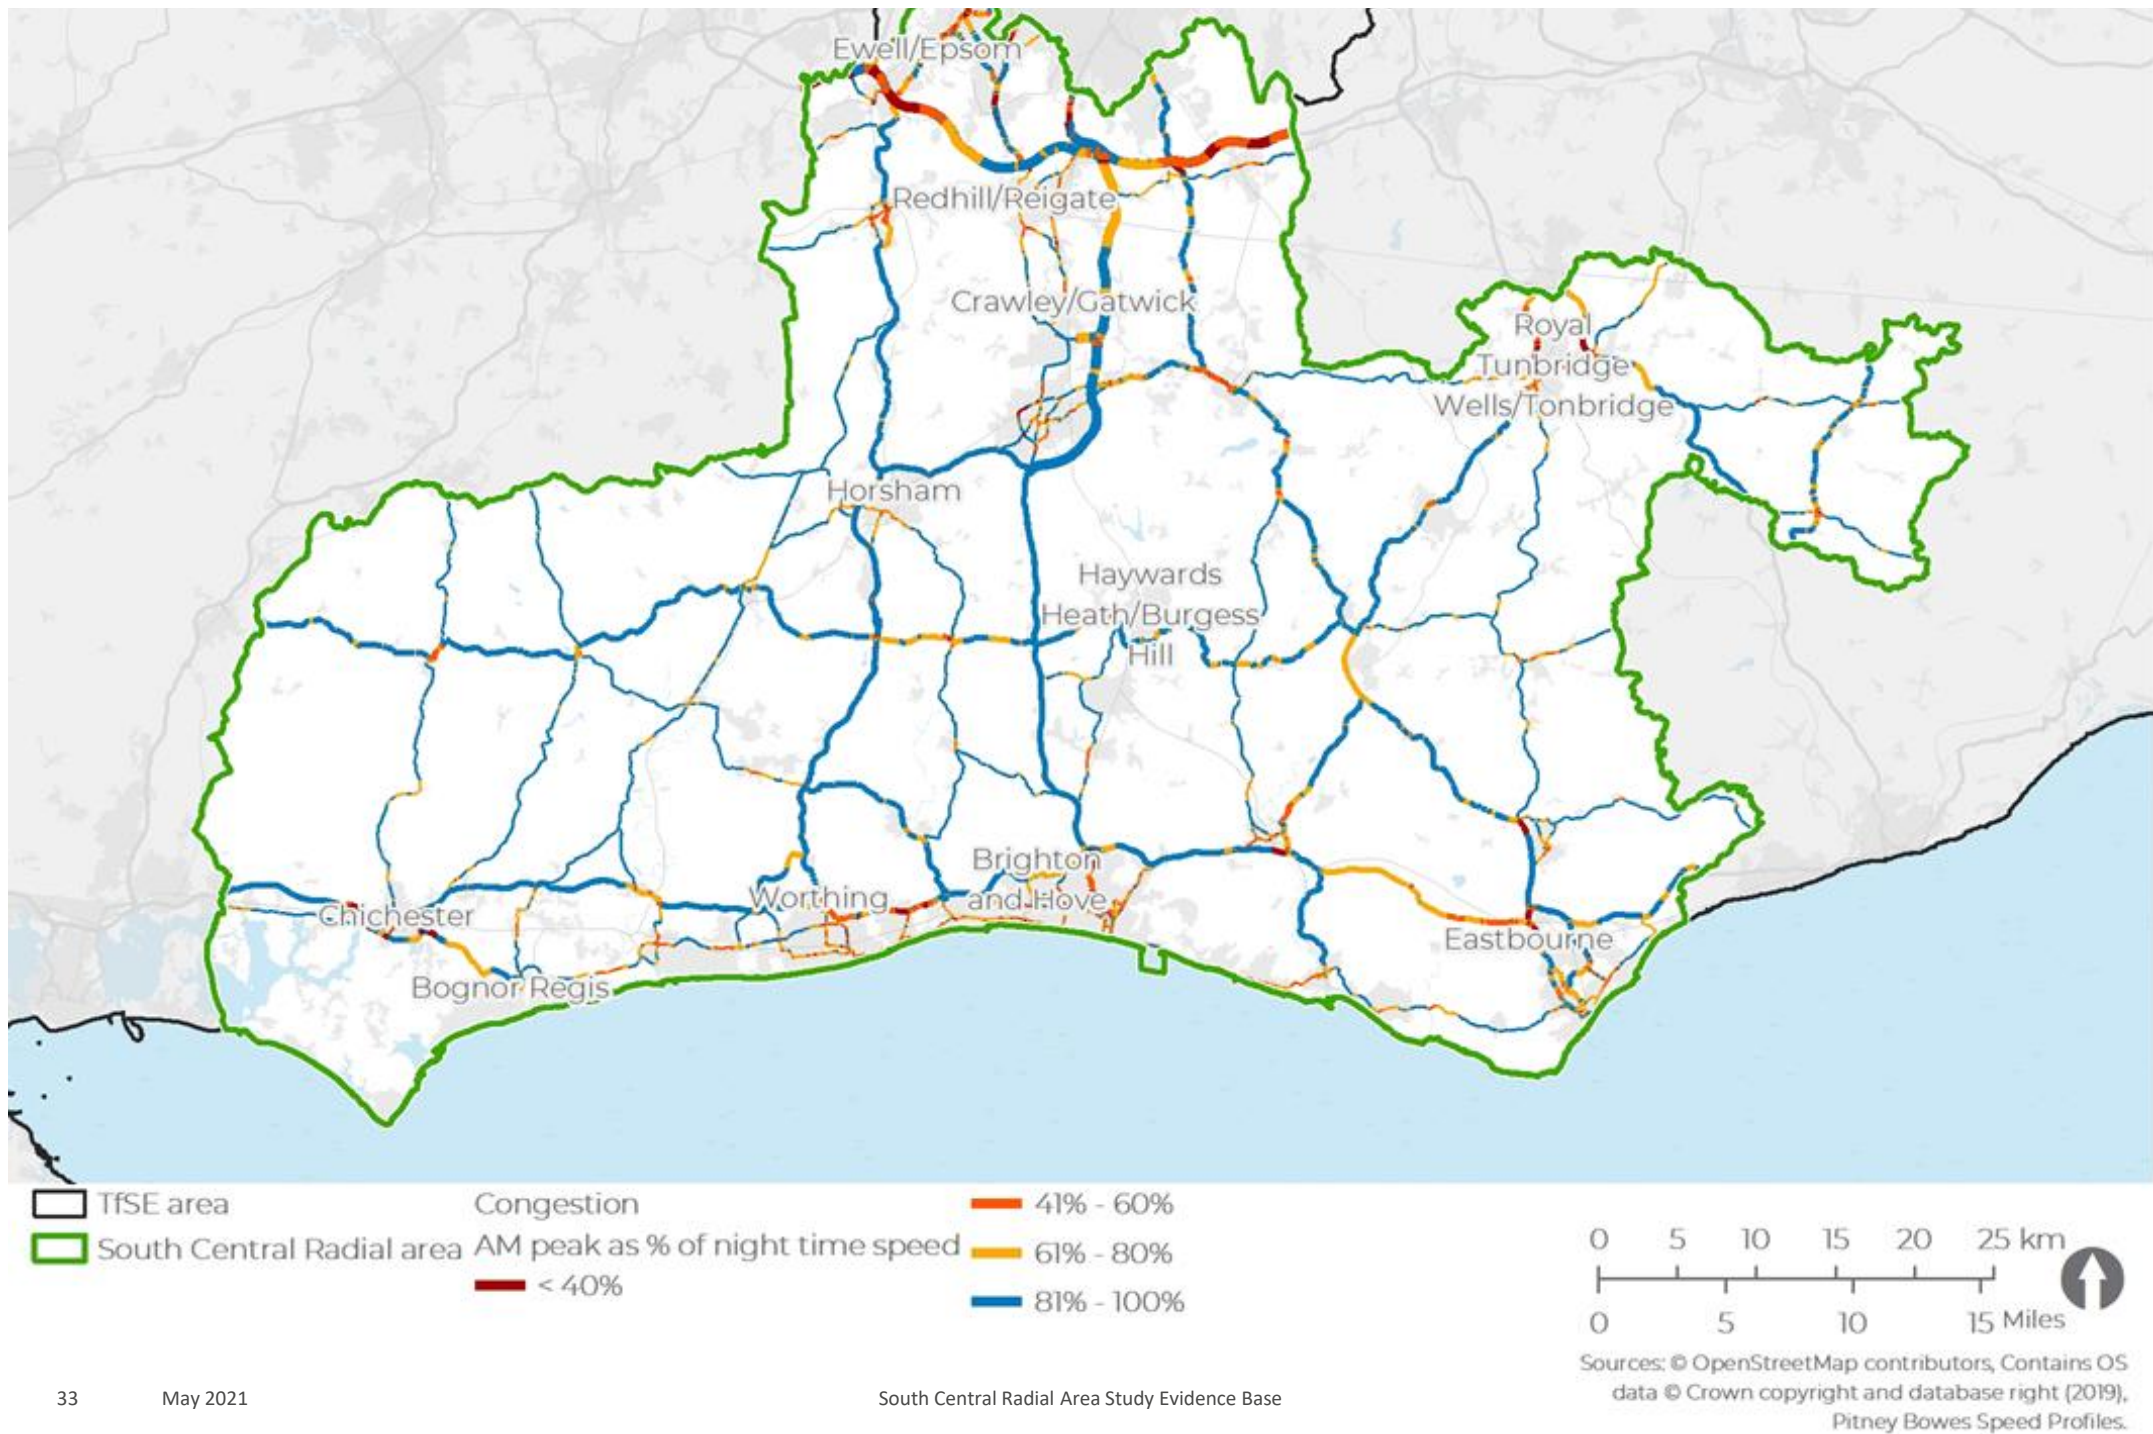 Ewell/Epsom
Redhill/Reigate
Crawley/Gatwick
Royal
Tunbridge
Wells/Tonbridge
Horsham
Haywards
Heath/Burgess
Hill
Brighton
and Hove
Worthing
Chichester
Eastbourne
Bognor Regis
TfSE area
South Central Radial area
Congestion
AM peak as % of night time speed
< 40%
41% - 60%
61% - 80%
81% - 100%
0 5 10 15 20 25 km
0 5 10 15 Miles
Sources: © OpenStreetMap contributors, Contains OS
data © Crown copyright and database right (2019),
Pitney Bowes Speed Profiles.
33 May 2021 South Central Radial Area Study Evidence Base